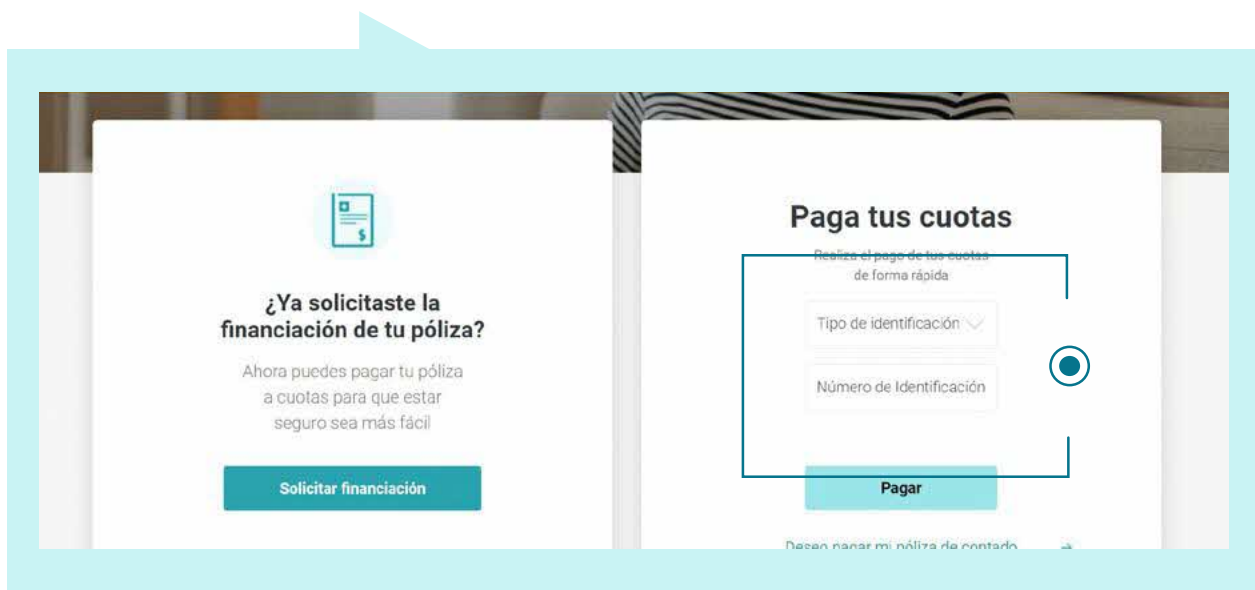 ¿Ya solicitaste la
financiación de tu póliza?
Ahora puedes pagar tu póliza
a cuotas para que estar
seguro sea más fácil
Solicitar financiación
Paga tus cuotas
Realiza el pago de tus cuotas
de forma rápida
Tipo de identificación
Número de Identificación
Pagar
Deseo pagar mi póliza de contado